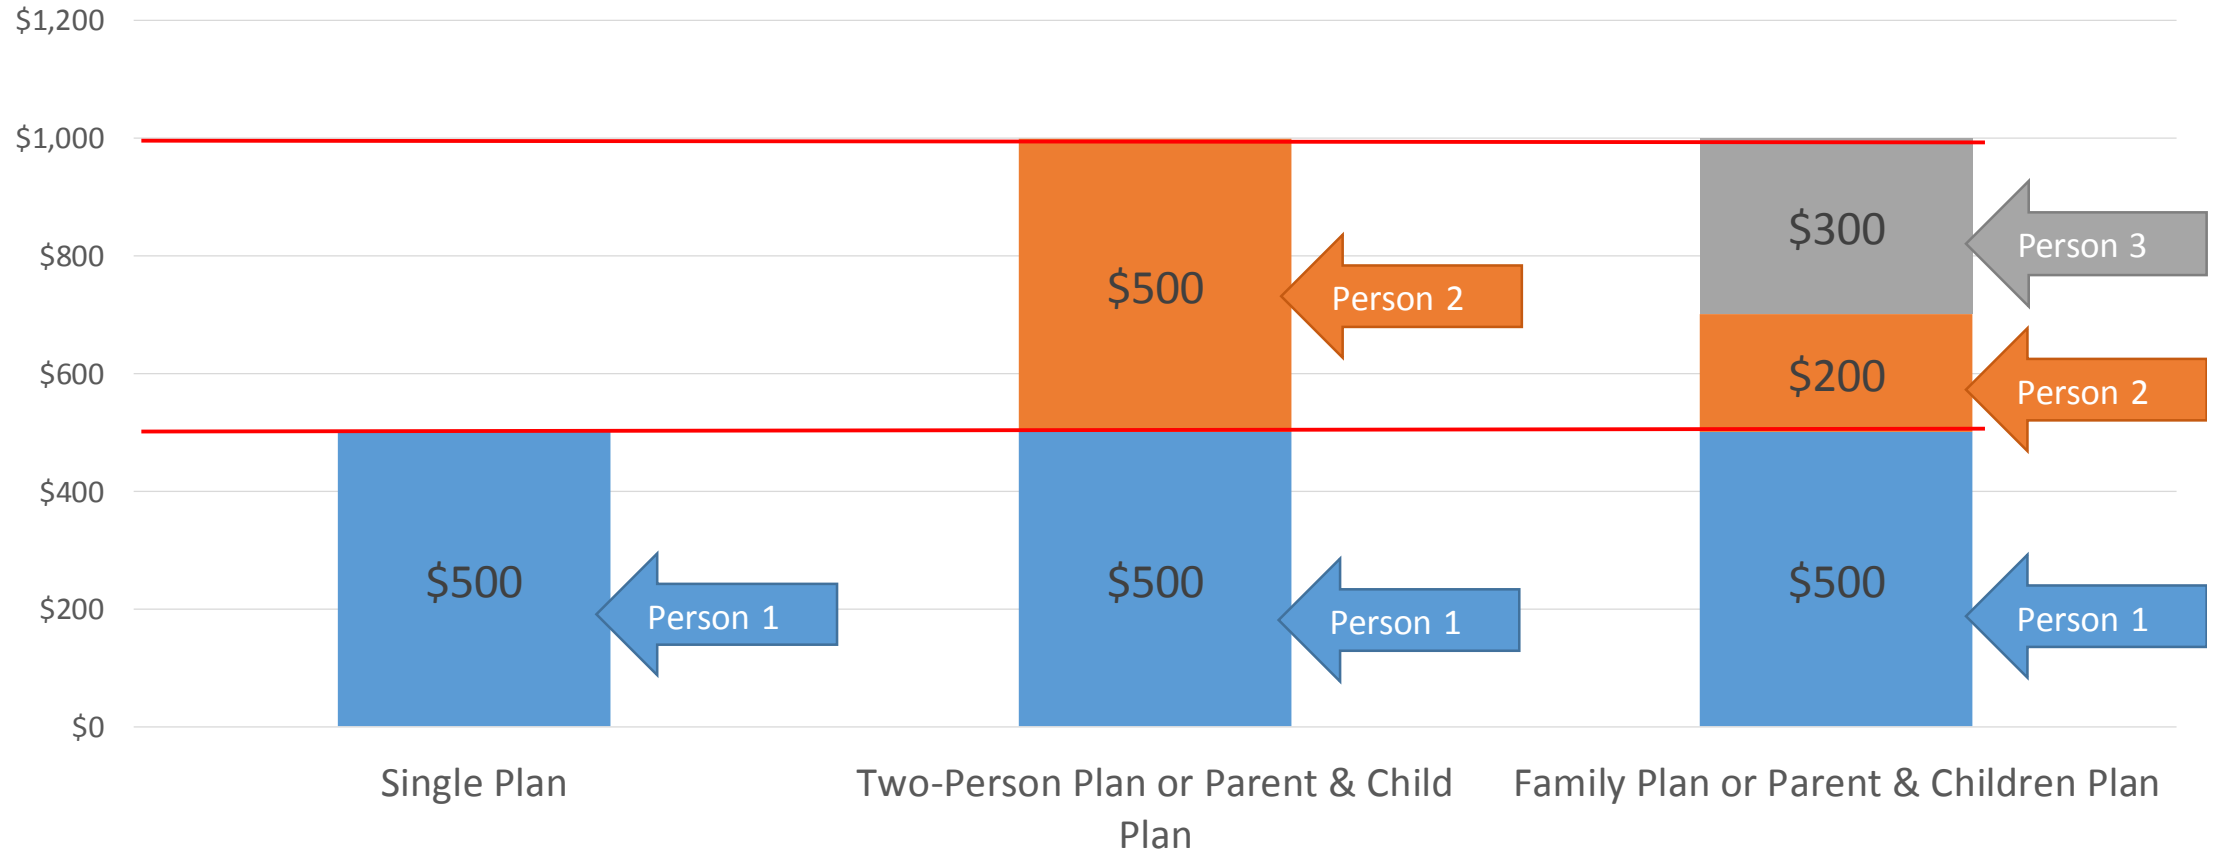 $1,200
$1,000
$800
$600
$400
$200
$0
$500
Person 1
$500
Person 2
$500
Person 1
$300
Person 3
$200
Person 2
$500
Person 1
Single Plan
Two-Person Plan or Parent & Child
Plan
Family Plan or Parent & Children Plan